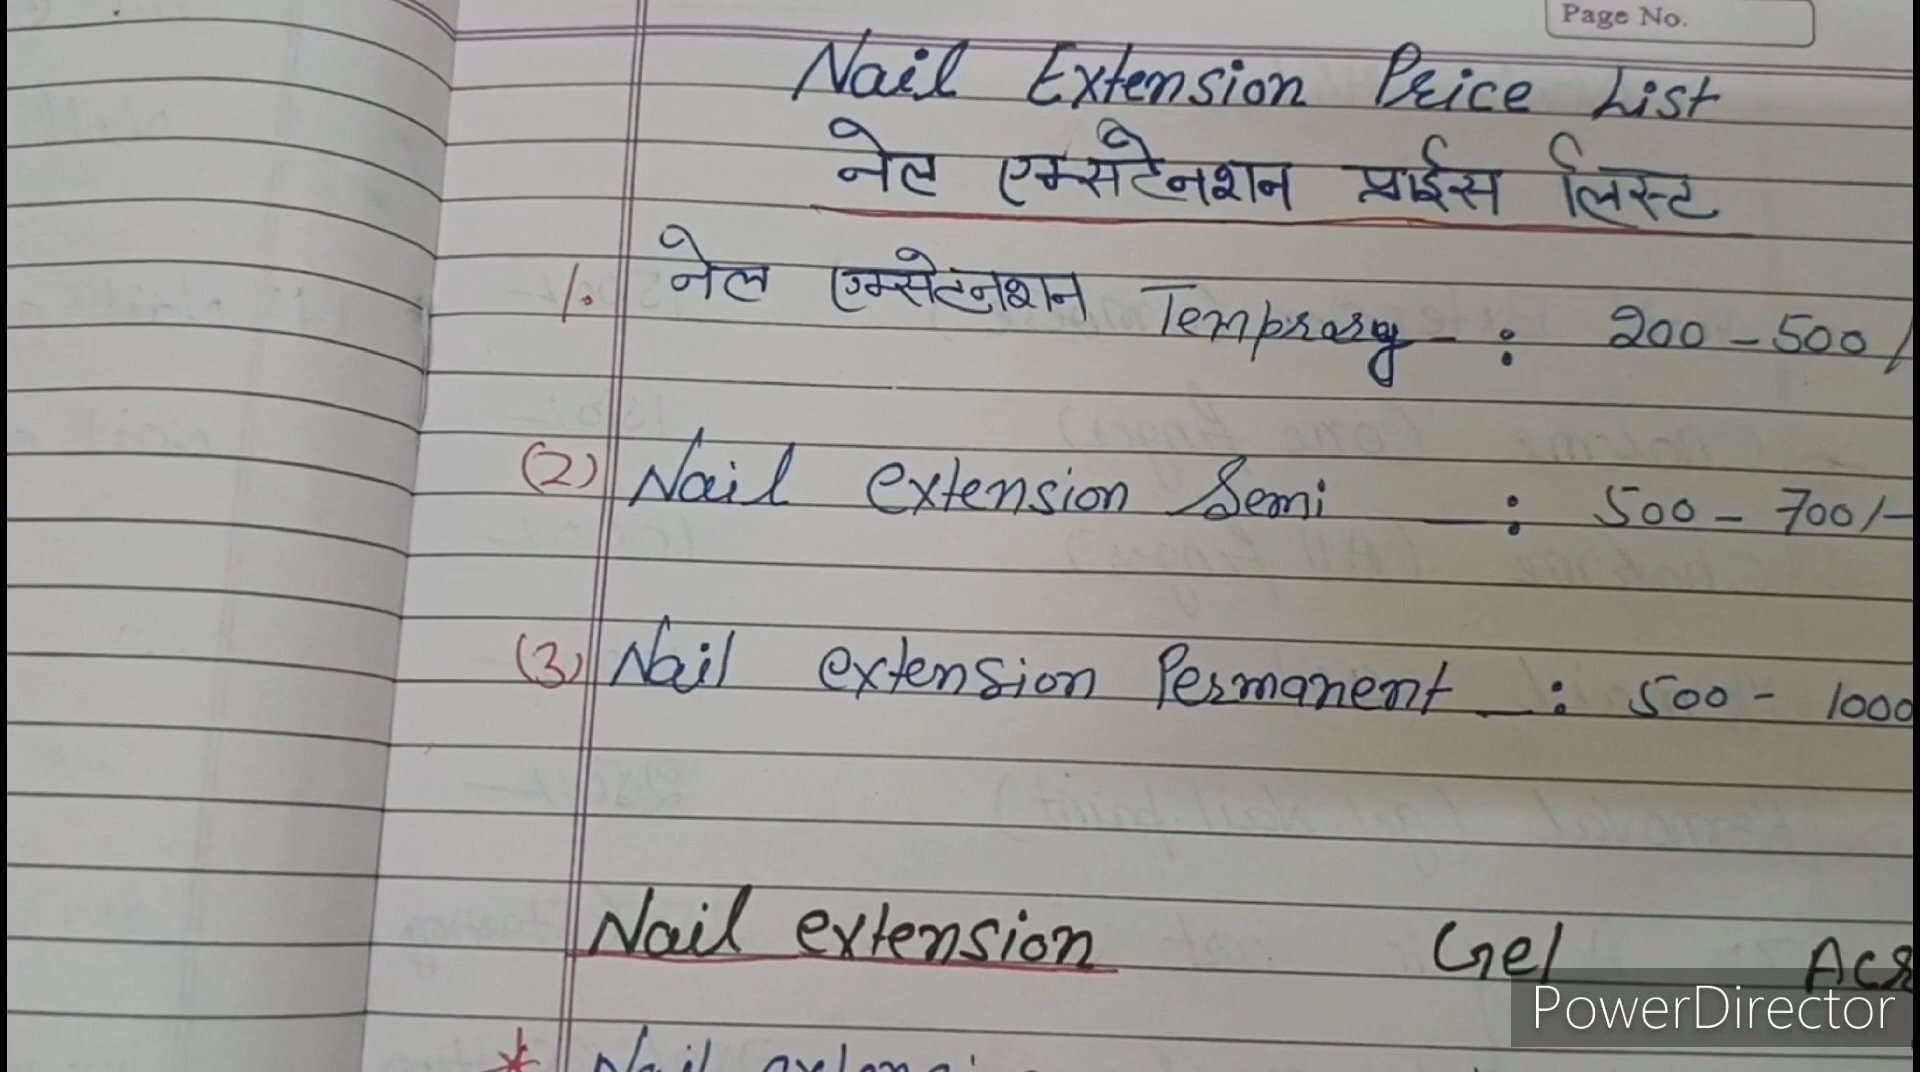 Page No.
Nail Extension Price List
नेल एक्सटेनशन प्राईस लिस्ट
1. नेल एक्सटेनशन Temprary - : 200 - 500/
(2) Nail extension Semi - : 500 - 700/-
(3) Nail extension Permanent - : 500 - 1000
Nail extension Gel
PowerDirector
* Nail